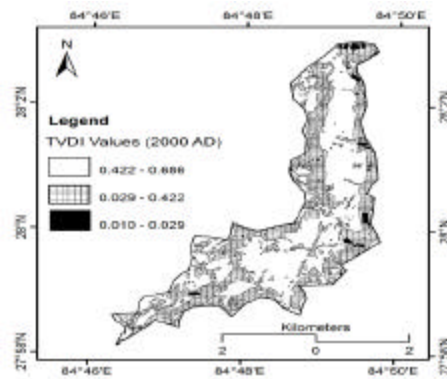 84°46'E 84°48'E 84°50'E
N
28°2'N 28°2'N
Legend
TVDI Values (2000 AD)
0.422 - 0.686
0.029 - 0.422
0.010 - 0.029
28°N 28°N
Kilometers
2 0 2
27°58'N 27°58'N
84°46'E 84°48'E 84°50'E